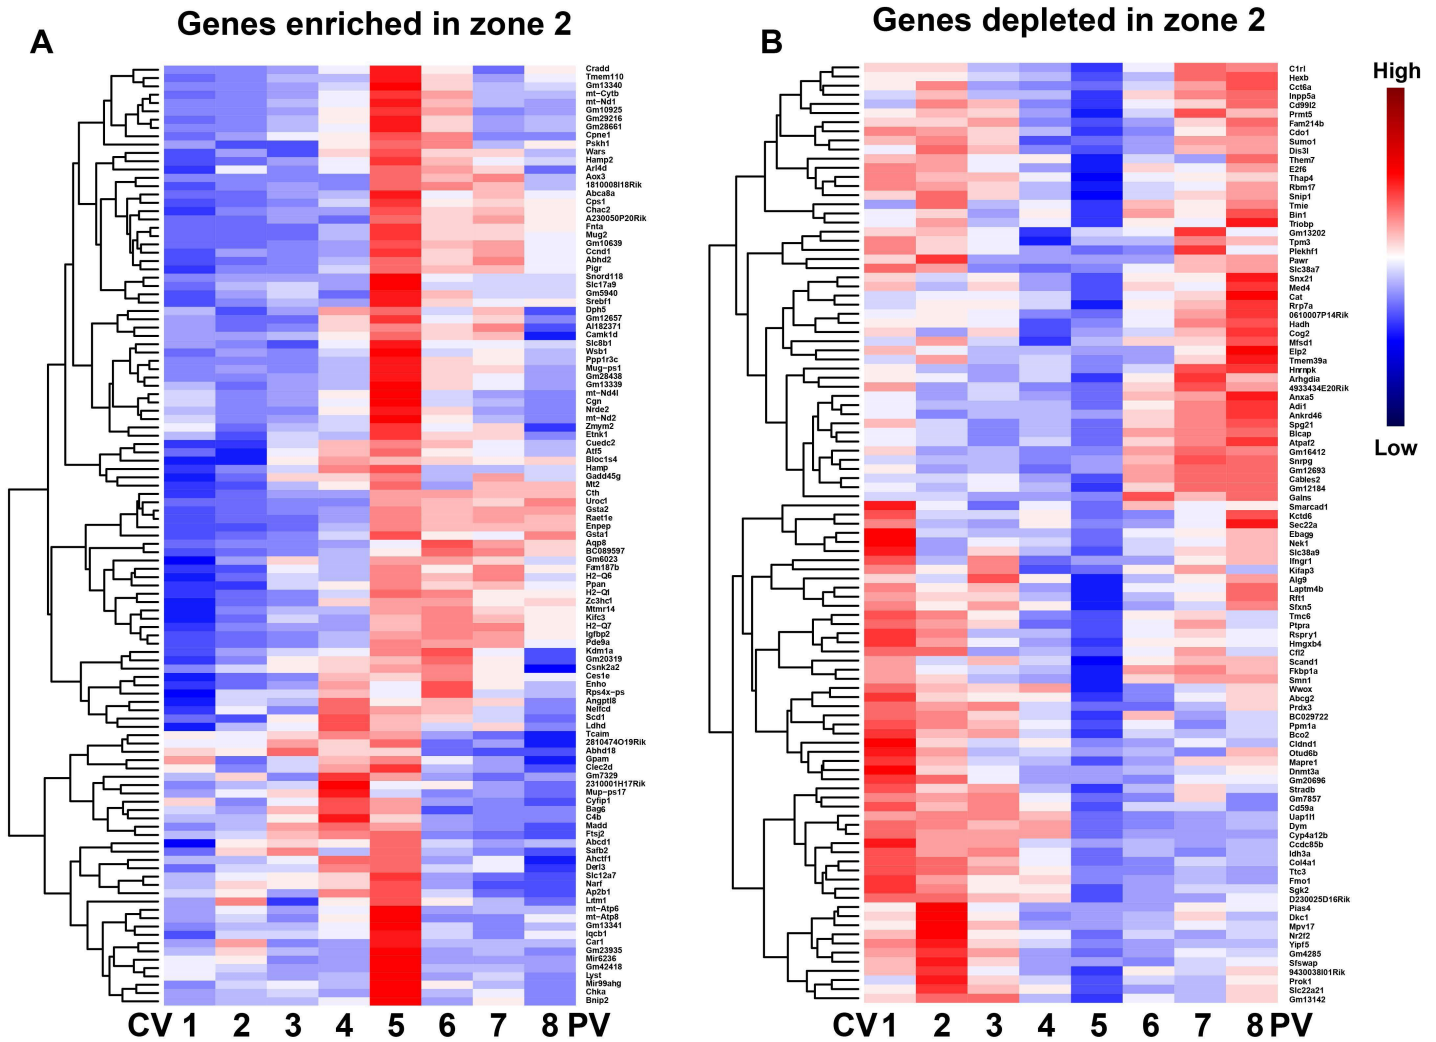 Genes enriched in zone 2
Genes depleted in zone 2
A
B
Cradd
Tmem110
Gm13340
mt-Cytb
mt-Nd1
Gm10925
Gm29216
Gm28661
Cpne1
Pskh1
Wars
Hamp2
Arl4d
Aox3
1810008I18Rik
Abca8a
Cps1
Chac2
A230050P20Rik
Fnta
Mug2
Gm10639
Ccnd1
Abhd2
Pigr
Snord118
Slc17a9
Gm5940
Srebf1
Dph5
Gm12657
AI182371
Camk1d
Slc8b1
Wsb1
Ppp1r3c
Mug-ps1
Gm28438
Gm13339
mt-Nd4l
Cgn
Nrde2
mt-Nd2
Zmym2
Etnk1
Cuedc2
Atf5
Bloc1s4
Hamp
Gadd45g
Mt2
Cth
Uroc1
Gsta2
Raet1e
Enpep
Gsta1
Aqp8
BC089597
Gm6023
Fam187b
H2-Q6
Ppan
H2-Q1
Zc3hc1
Mtmr14
Kifc3
H2-Q7
Igfbp2
Pde9a
Kdm1a
Gm20319
Csnk2a2
Ces1e
Enho
Rps4x-ps
Angptl8
Nelfcd
Scd1
Ldhd
Tcaim
2810474O19Rik
Abhd18
Gpam
Clec2d
Gm7329
2310001H17Rik
Mup-ps17
Cyfip1
Bag6
C4b
Madd
Ftsj2
Abcd1
Safb2
Ahctf1
Derl3
Slc12a7
Narf
Ap2b1
Litm1
mt-Atp6
mt-Atp8
Gm13341
Iqcb1
Car1
Gm23935
Mir6236
Gm42418
Lyst
Mir99ahg
Chka
Bnip2
CV 1 2 3 4 5 6 7 8 PV
C1rl
Hexb
Cct6a
Inpp5a
Cd99l2
Prmt5
Fam214b
Cdo1
Sumo1
Dis3l
Them7
E2f6
Thap4
Rbm17
Snip1
Tmie
Bin1
Triobp
Gm13202
Tpm3
Plekhf1
Pawr
Slc38a7
Snx21
Med4
Cat
Rrp7a
0610007P14Rik
Hadh
Cog2
Mfsd1
Elp2
Tmem39a
Hnrnpk
Arhgdia
4933434E20Rik
Anxa5
Adi1
Ankrd46
Spg21
Blcap
Atpaf2
Gm16412
Snrpg
Gm12693
Cables2
Gm12184
Galns
Smarcad1
Kctd6
Sec22a
Ebag9
Nek1
Slc38a9
Ifngr1
Kifap3
Alg9
Laptm4b
Rft1
Sfxn5
Tmc6
Ptpra
Rspry1
Hmgxb4
Cfl2
Scand1
Fkbp1a
Smn1
Wwox
Abcg2
Prdx3
BC029722
Ppm1a
Bco2
Cldnd1
Otud6b
Mapre1
Dnmt3a
Gm20696
Stradb
Gm7857
Cd59a
Uap1l1
Dym
Cyp4a12b
Ccdc85b
Idh3a
Col4a1
Ttc3
Fmo1
Sgk2
D230025D16Rik
Pias4
Dkc1
Mpv17
Nr2f2
Yipf5
Gm4285
Sfswap
9430038I01Rik
Prok1
Slc22a21
Gm13142
CV 1 2 3 4 5 6 7 8 PV
High
Low